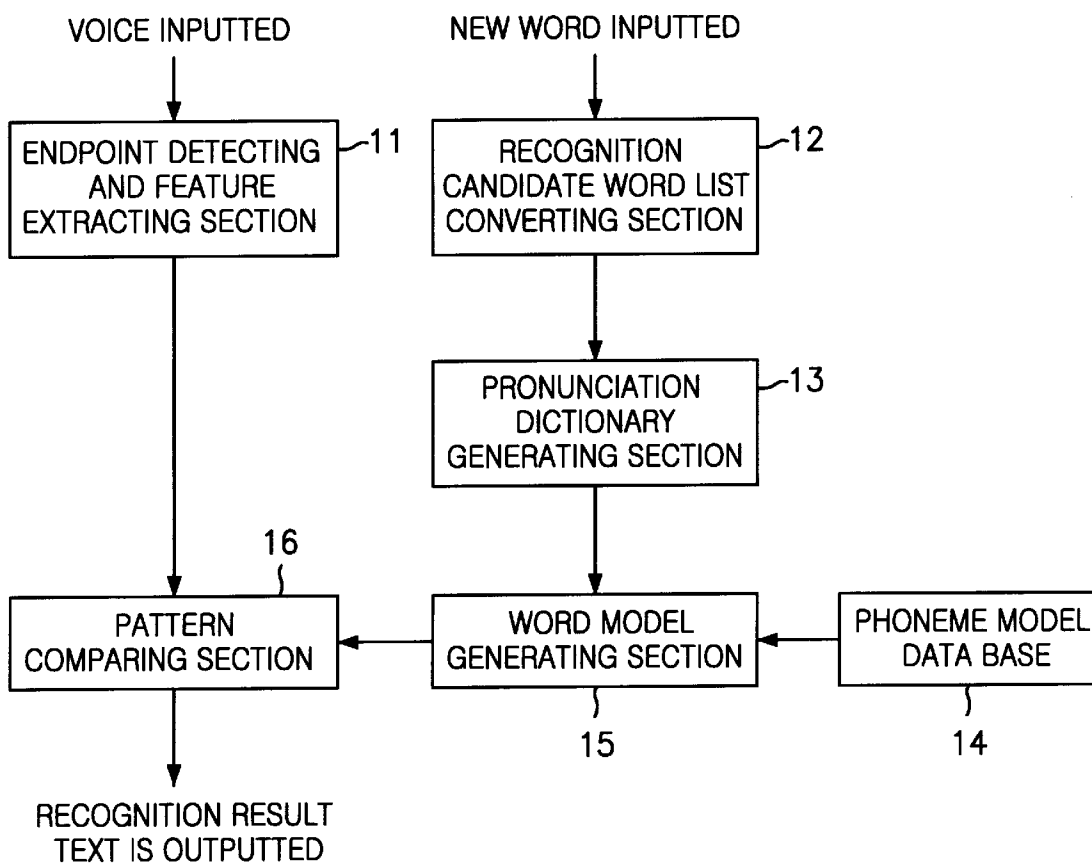 VOICE INPUTTED
NEW WORD INPUTTED
ENDPOINT DETECTING
AND FEATURE
EXTRACTING SECTION
11
RECOGNITION
CANDIDATE WORD LIST
CONVERTING SECTION
12
PRONUNCIATION
DICTIONARY
GENERATING SECTION
13
16
PATTERN
COMPARING SECTION
WORD MODEL
GENERATING SECTION
15
PHONEME MODEL
DATA BASE
14
RECOGNITION RESULT
TEXT IS OUTPUTTED